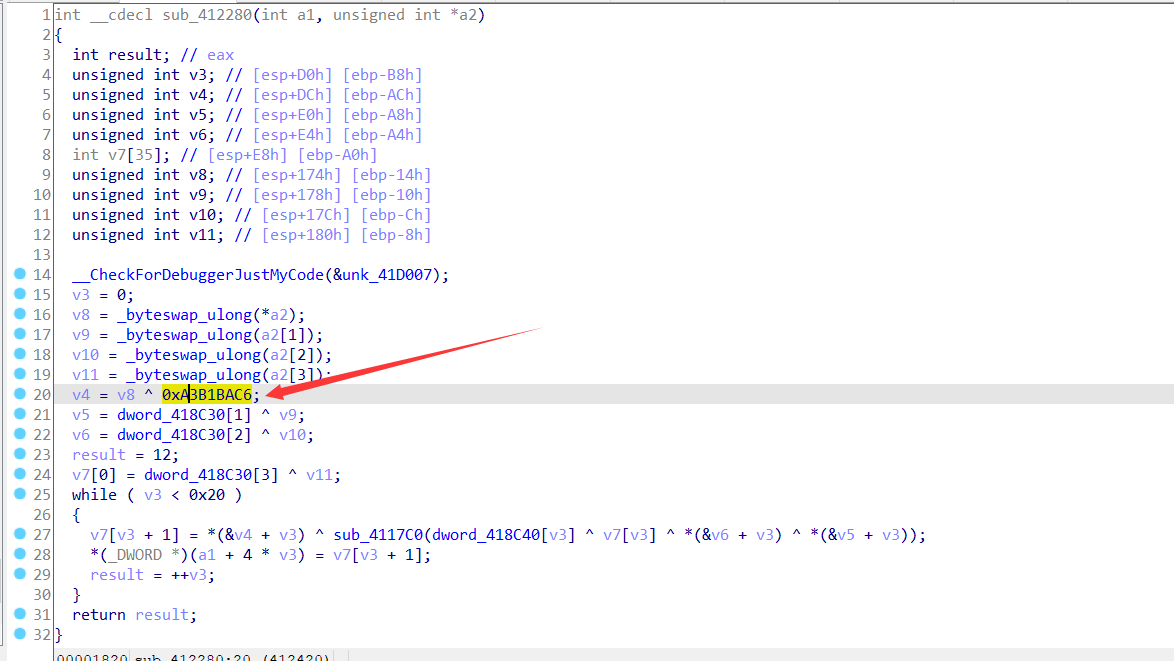 1 int __cdecl sub_412280(int a1, unsigned int *a2)
2 {
3   int result; // eax
4   unsigned int v3; // [esp+D0h] [ebp-B8h]
5   unsigned int v4; // [esp+DCh] [ebp-ACh]
6   unsigned int v5; // [esp+E0h] [ebp-A8h]
7   unsigned int v6; // [esp+E4h] [ebp-A4h]
8   int v7[35]; // [esp+E8h] [ebp-A0h]
9   unsigned int v8; // [esp+174h] [ebp-14h]
10   unsigned int v9; // [esp+178h] [ebp-10h]
11   unsigned int v10; // [esp+17Ch] [ebp-Ch]
12   unsigned int v11; // [esp+180h] [ebp-8h]
13
14   __CheckForDebuggerJustMyCode(&unk_41D007);
15   v3 = 0;
16   v8 = _byteswap_ulong(*a2);
17   v9 = _byteswap_ulong(a2[1]);
18   v10 = _byteswap_ulong(a2[2]);
19   v11 = _byteswap_ulong(a2[3]);
20   v4 = v8 ^ 0xA3B1BAC6;
21   v5 = dword_418C30[1] ^ v9;
22   v6 = dword_418C30[2] ^ v10;
23   result = 12;
24   v7[0] = dword_418C30[3] ^ v11;
25   while ( v3 < 0x20 )
26   {
27     v7[v3 + 1] = *(&v4 + v3) ^ sub_4117C0(dword_418C40[v3] ^ v7[v3] ^ *(&v6 + v3) ^ *(&v5 + v3));
28     *(_DWORD *)(a1 + 4 * v3) = v7[v3 + 1];
29     result = ++v3;
30   }
31   return result;
32 }
00001820 sub_412280:20 (412420)